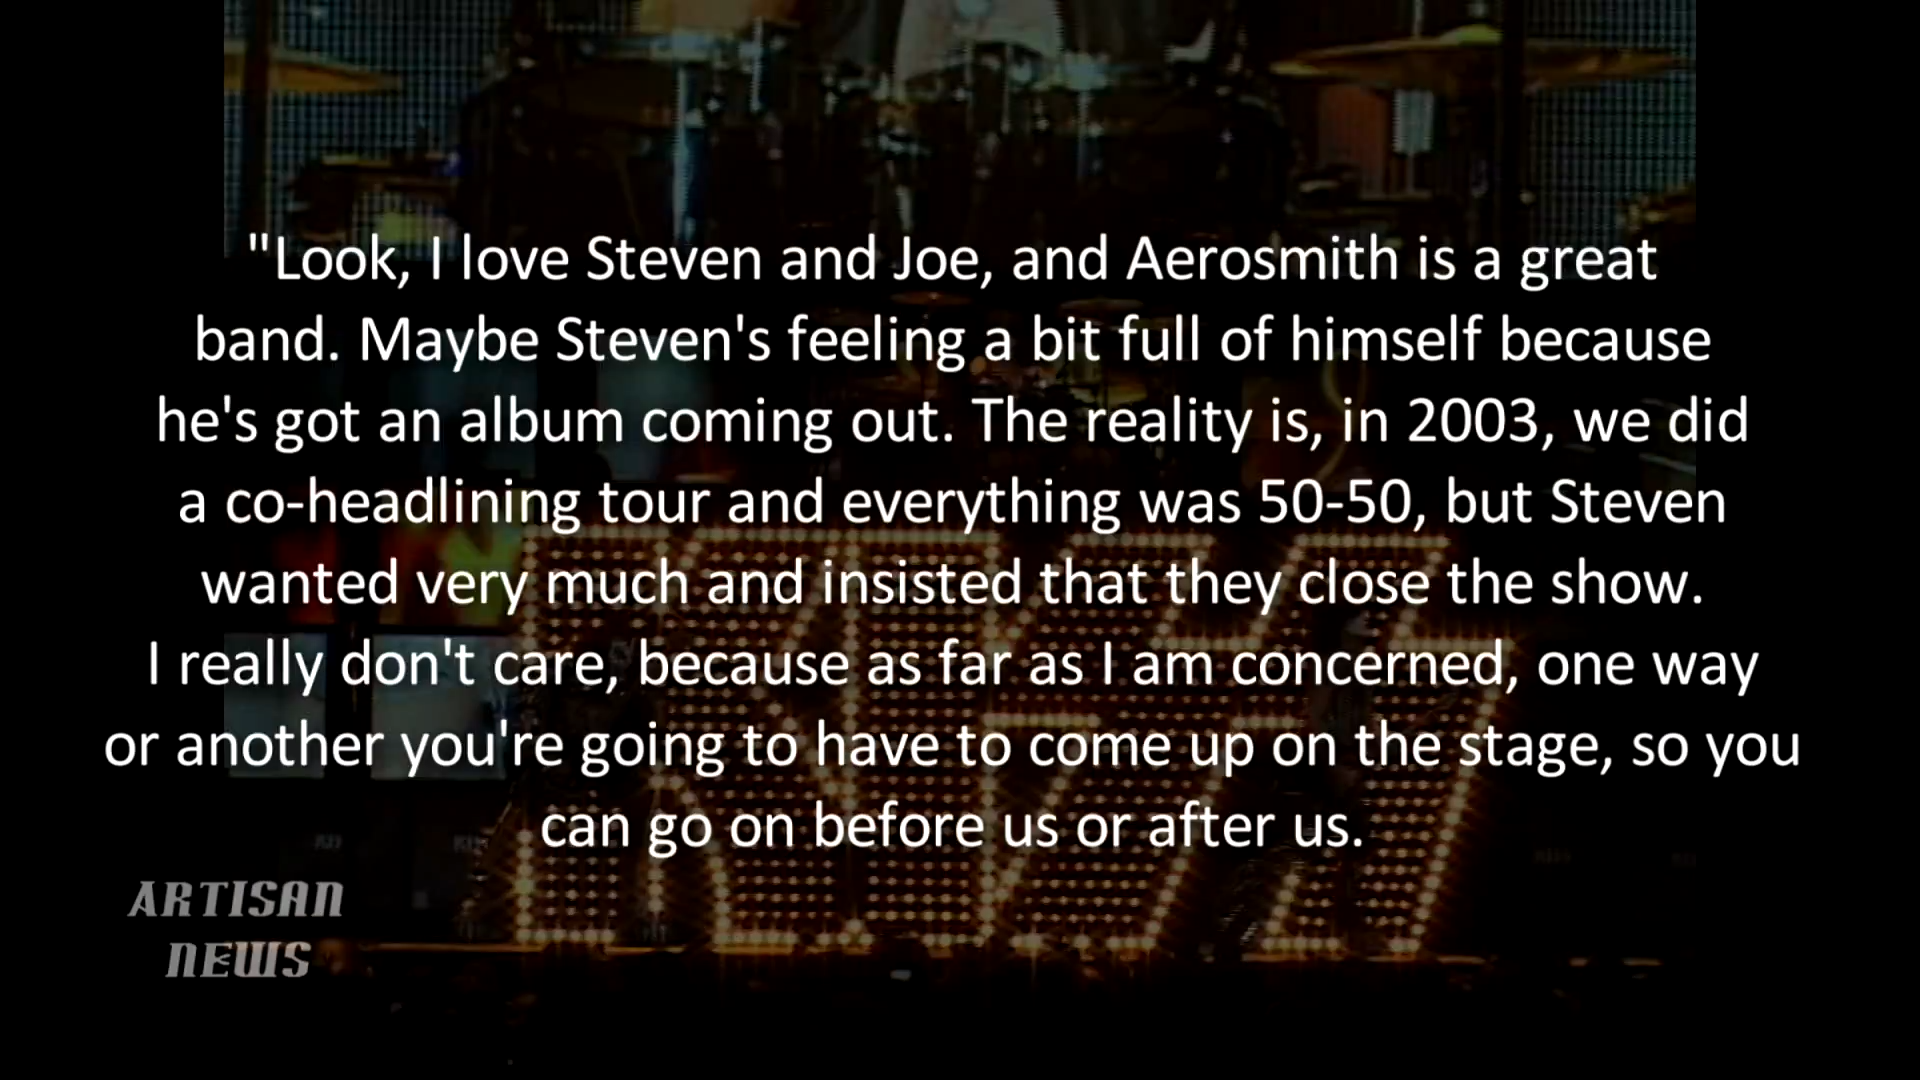 "Look, I love Steven and Joe, and Aerosmith is a great
band. Maybe Steven's feeling a bit full of himself because
he's got an album coming out. The reality is, in 2003, we did
a co-headlining tour and everything was 50-50, but Steven
wanted very much and insisted that they close the show.
I really don't care, because as far as I am concerned, one way
or another you're going to have to come up on the stage, so you
can go on before us or after us.
KISS
ARTISAN
NEWS